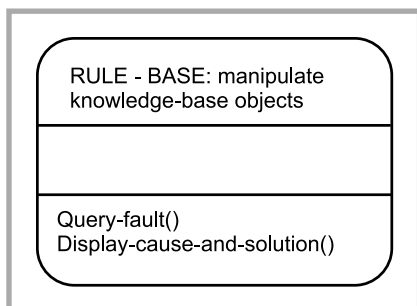 RULE - BASE: manipulate
knowledge-base objects
Query-fault()
Display-cause-and-solution()